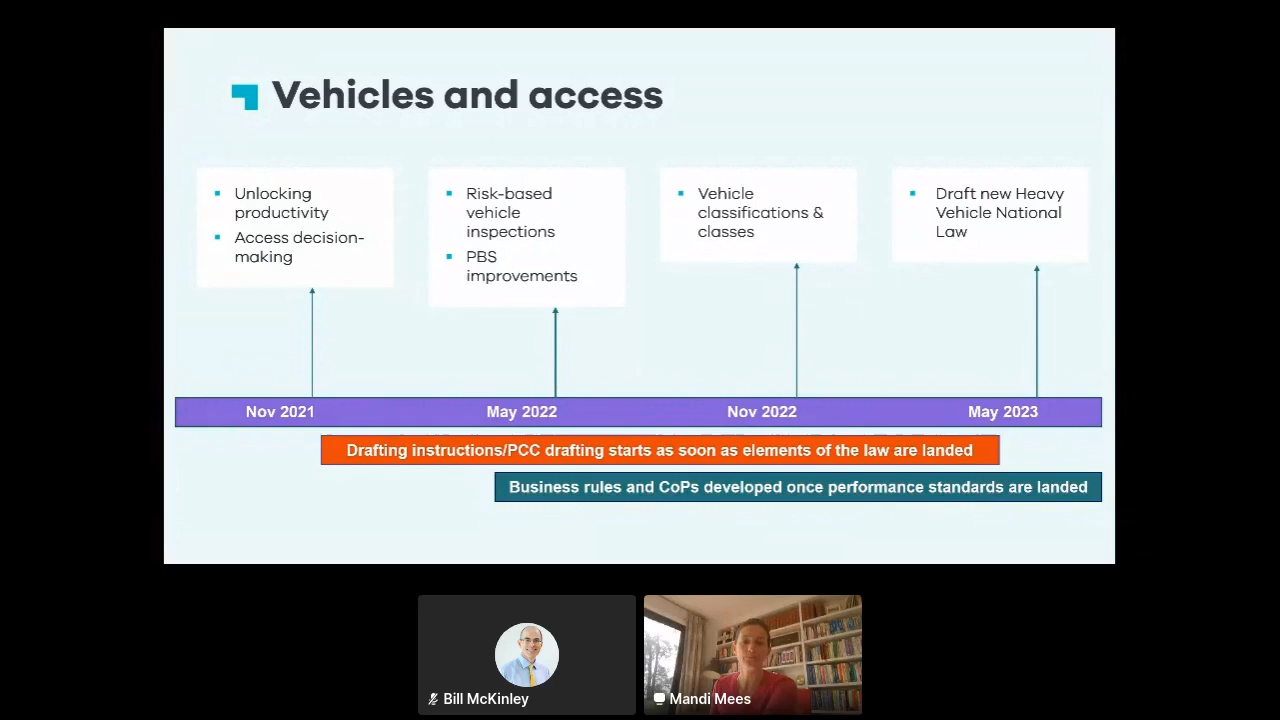 Vehicles and access
Unlocking
productivity
Access decision-
making
Risk-based
vehicle
inspections
PBS
improvements
Vehicle
classifications &
classes
Draft new Heavy
Vehicle National
Law
Nov 2021
May 2022
Nov 2022
May 2023
Drafting instructions/PCC drafting starts as soon as elements of the law are landed
Business rules and CoPs developed once performance standards are landed
Bill McKinley
Mandi Mees